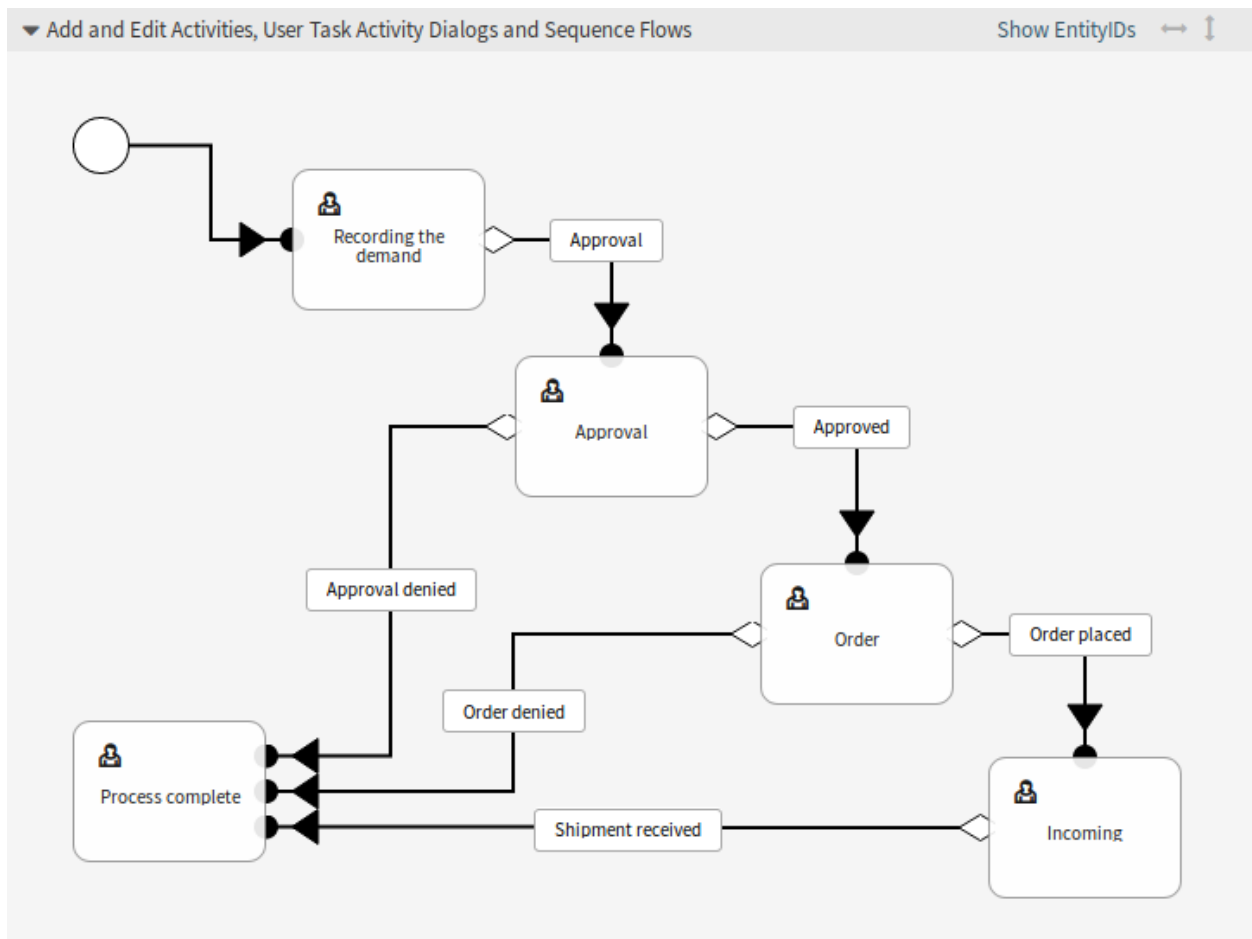 Add and Edit Activities, User Task Activity Dialogs and Sequence Flows
Show EntityIDs
Recording the
demand
Approval
Approval
Approved
Approval denied
Order
Order placed
Order denied
Process complete
Shipment received
Incoming